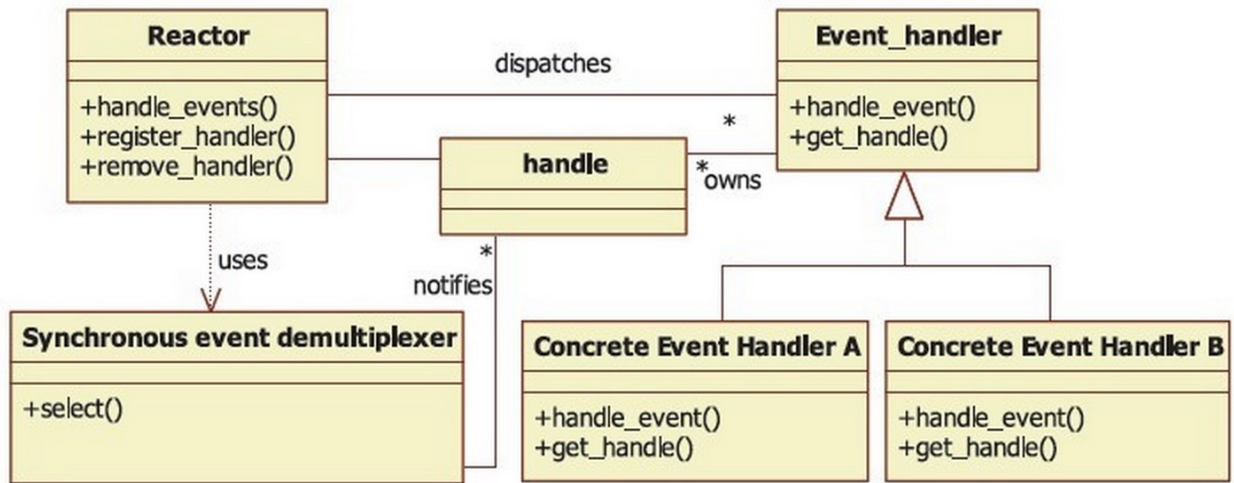 Reactor
+handle_events()
+register_handler()
+remove_handler()
dispatches
*
Event_handler
+handle_event()
+get_handle()
handle
*
owns
uses
*
notifies
Synchronous event demultiplexer
+select()
Concrete Event Handler A
+handle_event()
+get_handle()
Concrete Event Handler B
+handle_event()
+get_handle()